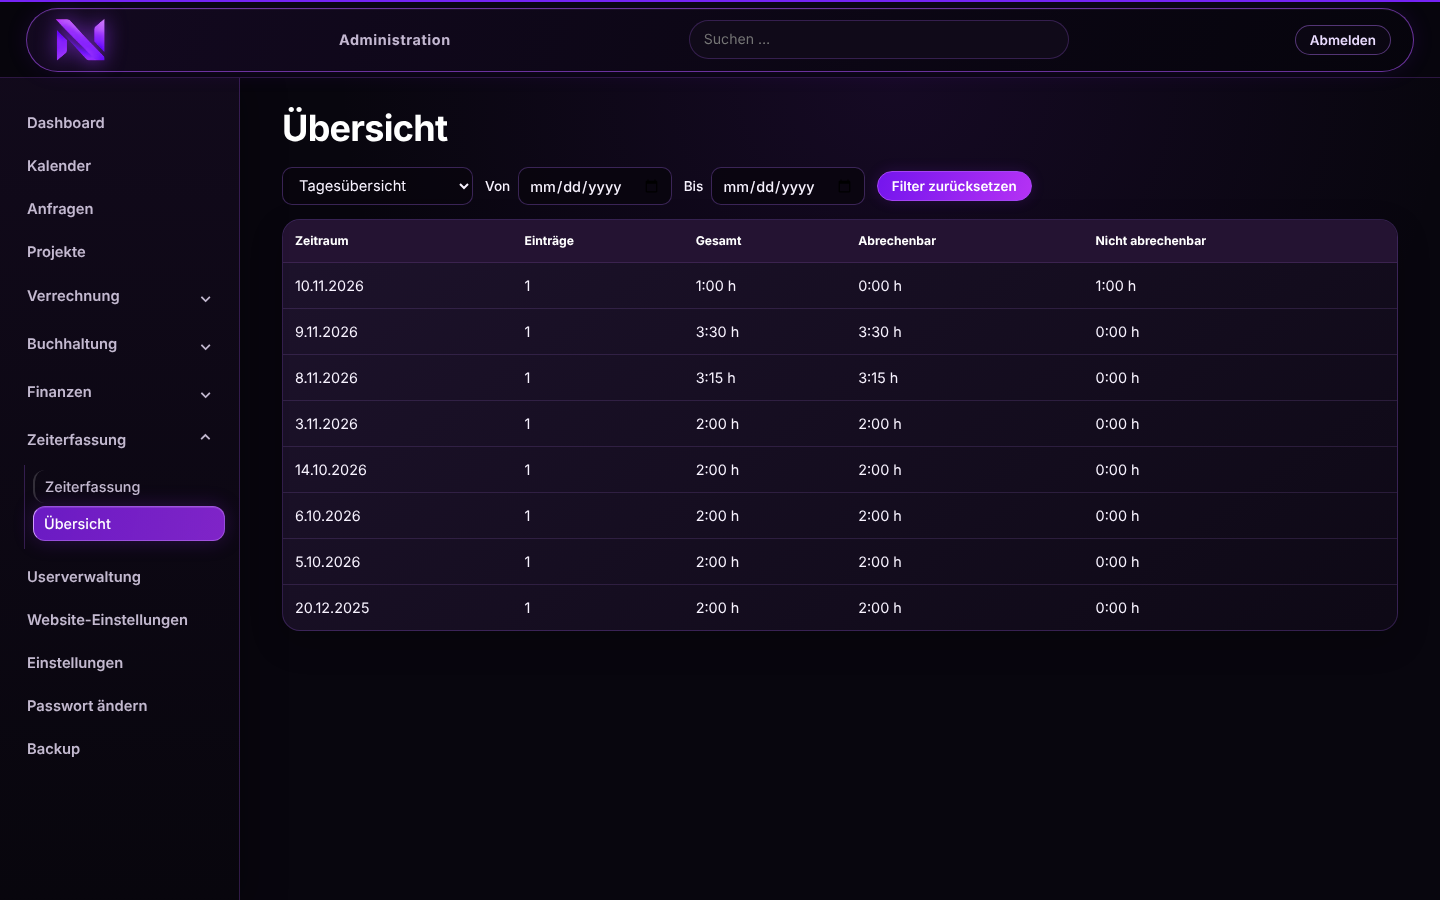 Administration
Suchen ...
Abmelden
Dashboard
Kalender
Anfragen
Projekte
Verrechnung
Buchhaltung
Finanzen
Zeiterfassung
Zeiterfassung
Übersicht
Userverwaltung
Website-Einstellungen
Einstellungen
Passwort ändern
Backup
Übersicht
Tagesübersicht Von mm/dd/yyyy Bis mm/dd/yyyy Filter zurücksetzen
Zeitraum Einträge Gesamt Abrechenbar Nicht abrechenbar
10.11.2026 1 1:00 h 0:00 h 1:00 h
9.11.2026 1 3:30 h 3:30 h 0:00 h
8.11.2026 1 3:15 h 3:15 h 0:00 h
3.11.2026 1 2:00 h 2:00 h 0:00 h
14.10.2026 1 2:00 h 2:00 h 0:00 h
6.10.2026 1 2:00 h 2:00 h 0:00 h
5.10.2026 1 2:00 h 2:00 h 0:00 h
20.12.2025 1 2:00 h 2:00 h 0:00 h